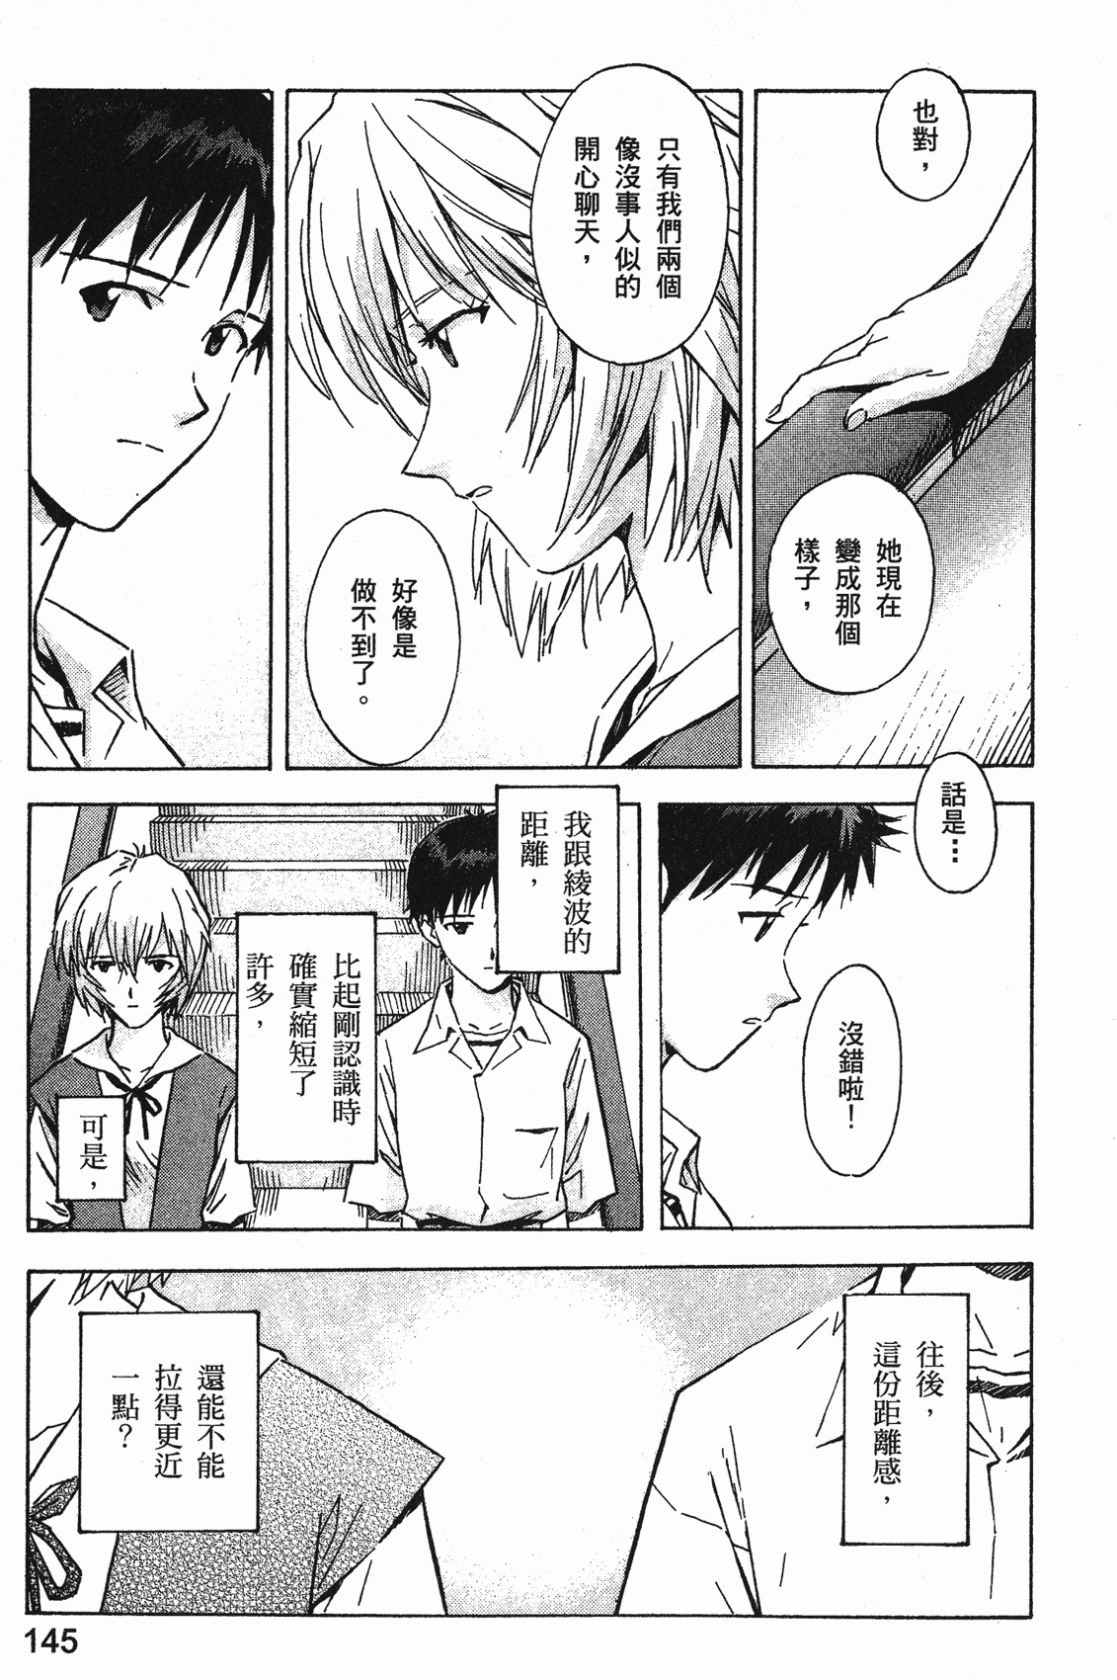 也對，
她現在
變成那個
樣子，
只有我們兩個
像沒事人似的
開心聊天，
好像是
做不到了。
話是…
沒錯啦！
我跟綾波的
距離，
比起剛認識時
確實縮短了
許多，
可是，
往後，
這份距離感，
還能不能
拉得更近
一點？
145